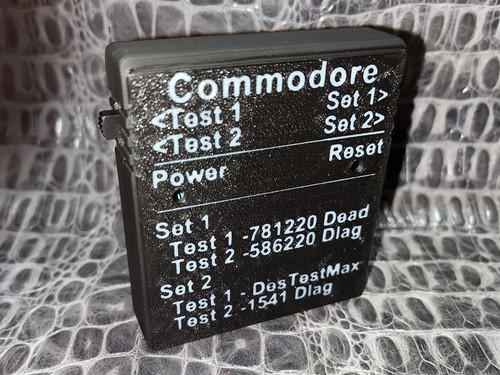 Commodore
<Test 1 Set 1>
<Test 2 Set 2>
Reset
Power
Set 1
Test 1 -781220 Dead
Test 2 -586220 Diag
Set 2
Test 1 - DesTestMax
Test 2 -1541 Diag